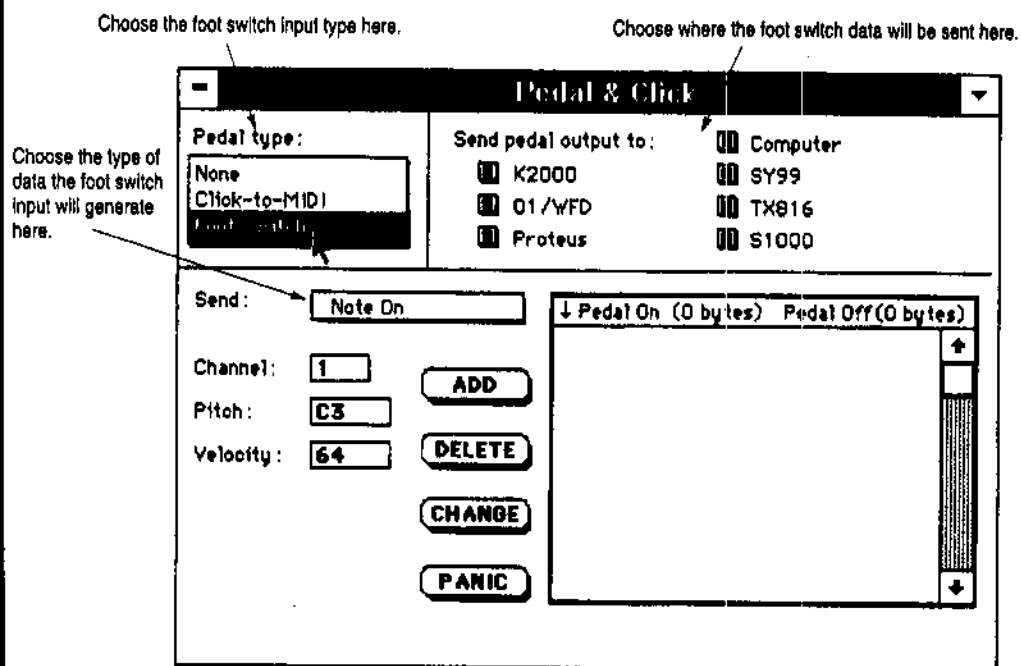 Choose the foot switch input type here.
Choose where the foot switch data will be sent here.
Pedal & Click
Choose the type of
data the foot switch
input will generate
here.
Pedal type:
None
Click-to-MIDI
Send pedal output to:
K2000
01/WFD
Proteus
Computer
SY99
TX816
S1000
Send:
Note On
Channel:
1
Pitch:
C3
Velocity:
64
ADD
DELETE
CHANGE
PANIC
↓ Pedal On (0 bytes) Pedal Off (0 bytes)